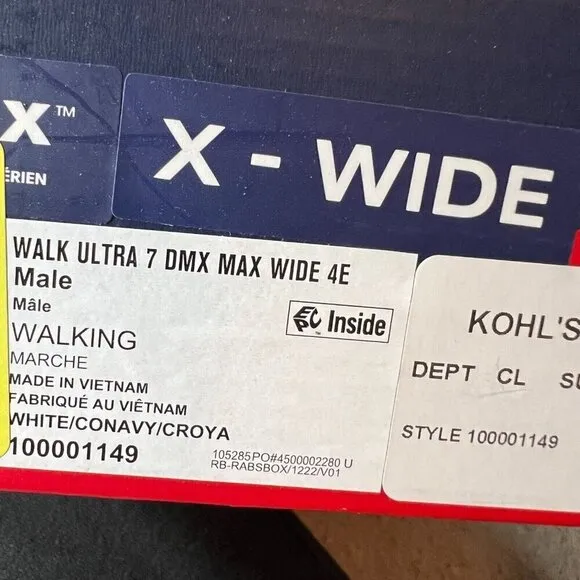 X™
ÉRIEN
X - WIDE
WALK ULTRA 7 DMX MAX WIDE 4E
Male
Mâle
WALKING
MARCHE
MADE IN VIETNAM
FABRIQUÉ AU VIÊTNAM
WHITE/CONAVY/CROYA
100001149
Inside
105285PO#4500002280 U
RB-RABSBOX/1222/V01
KOHL'S
DEPT CL SU
STYLE 100001149